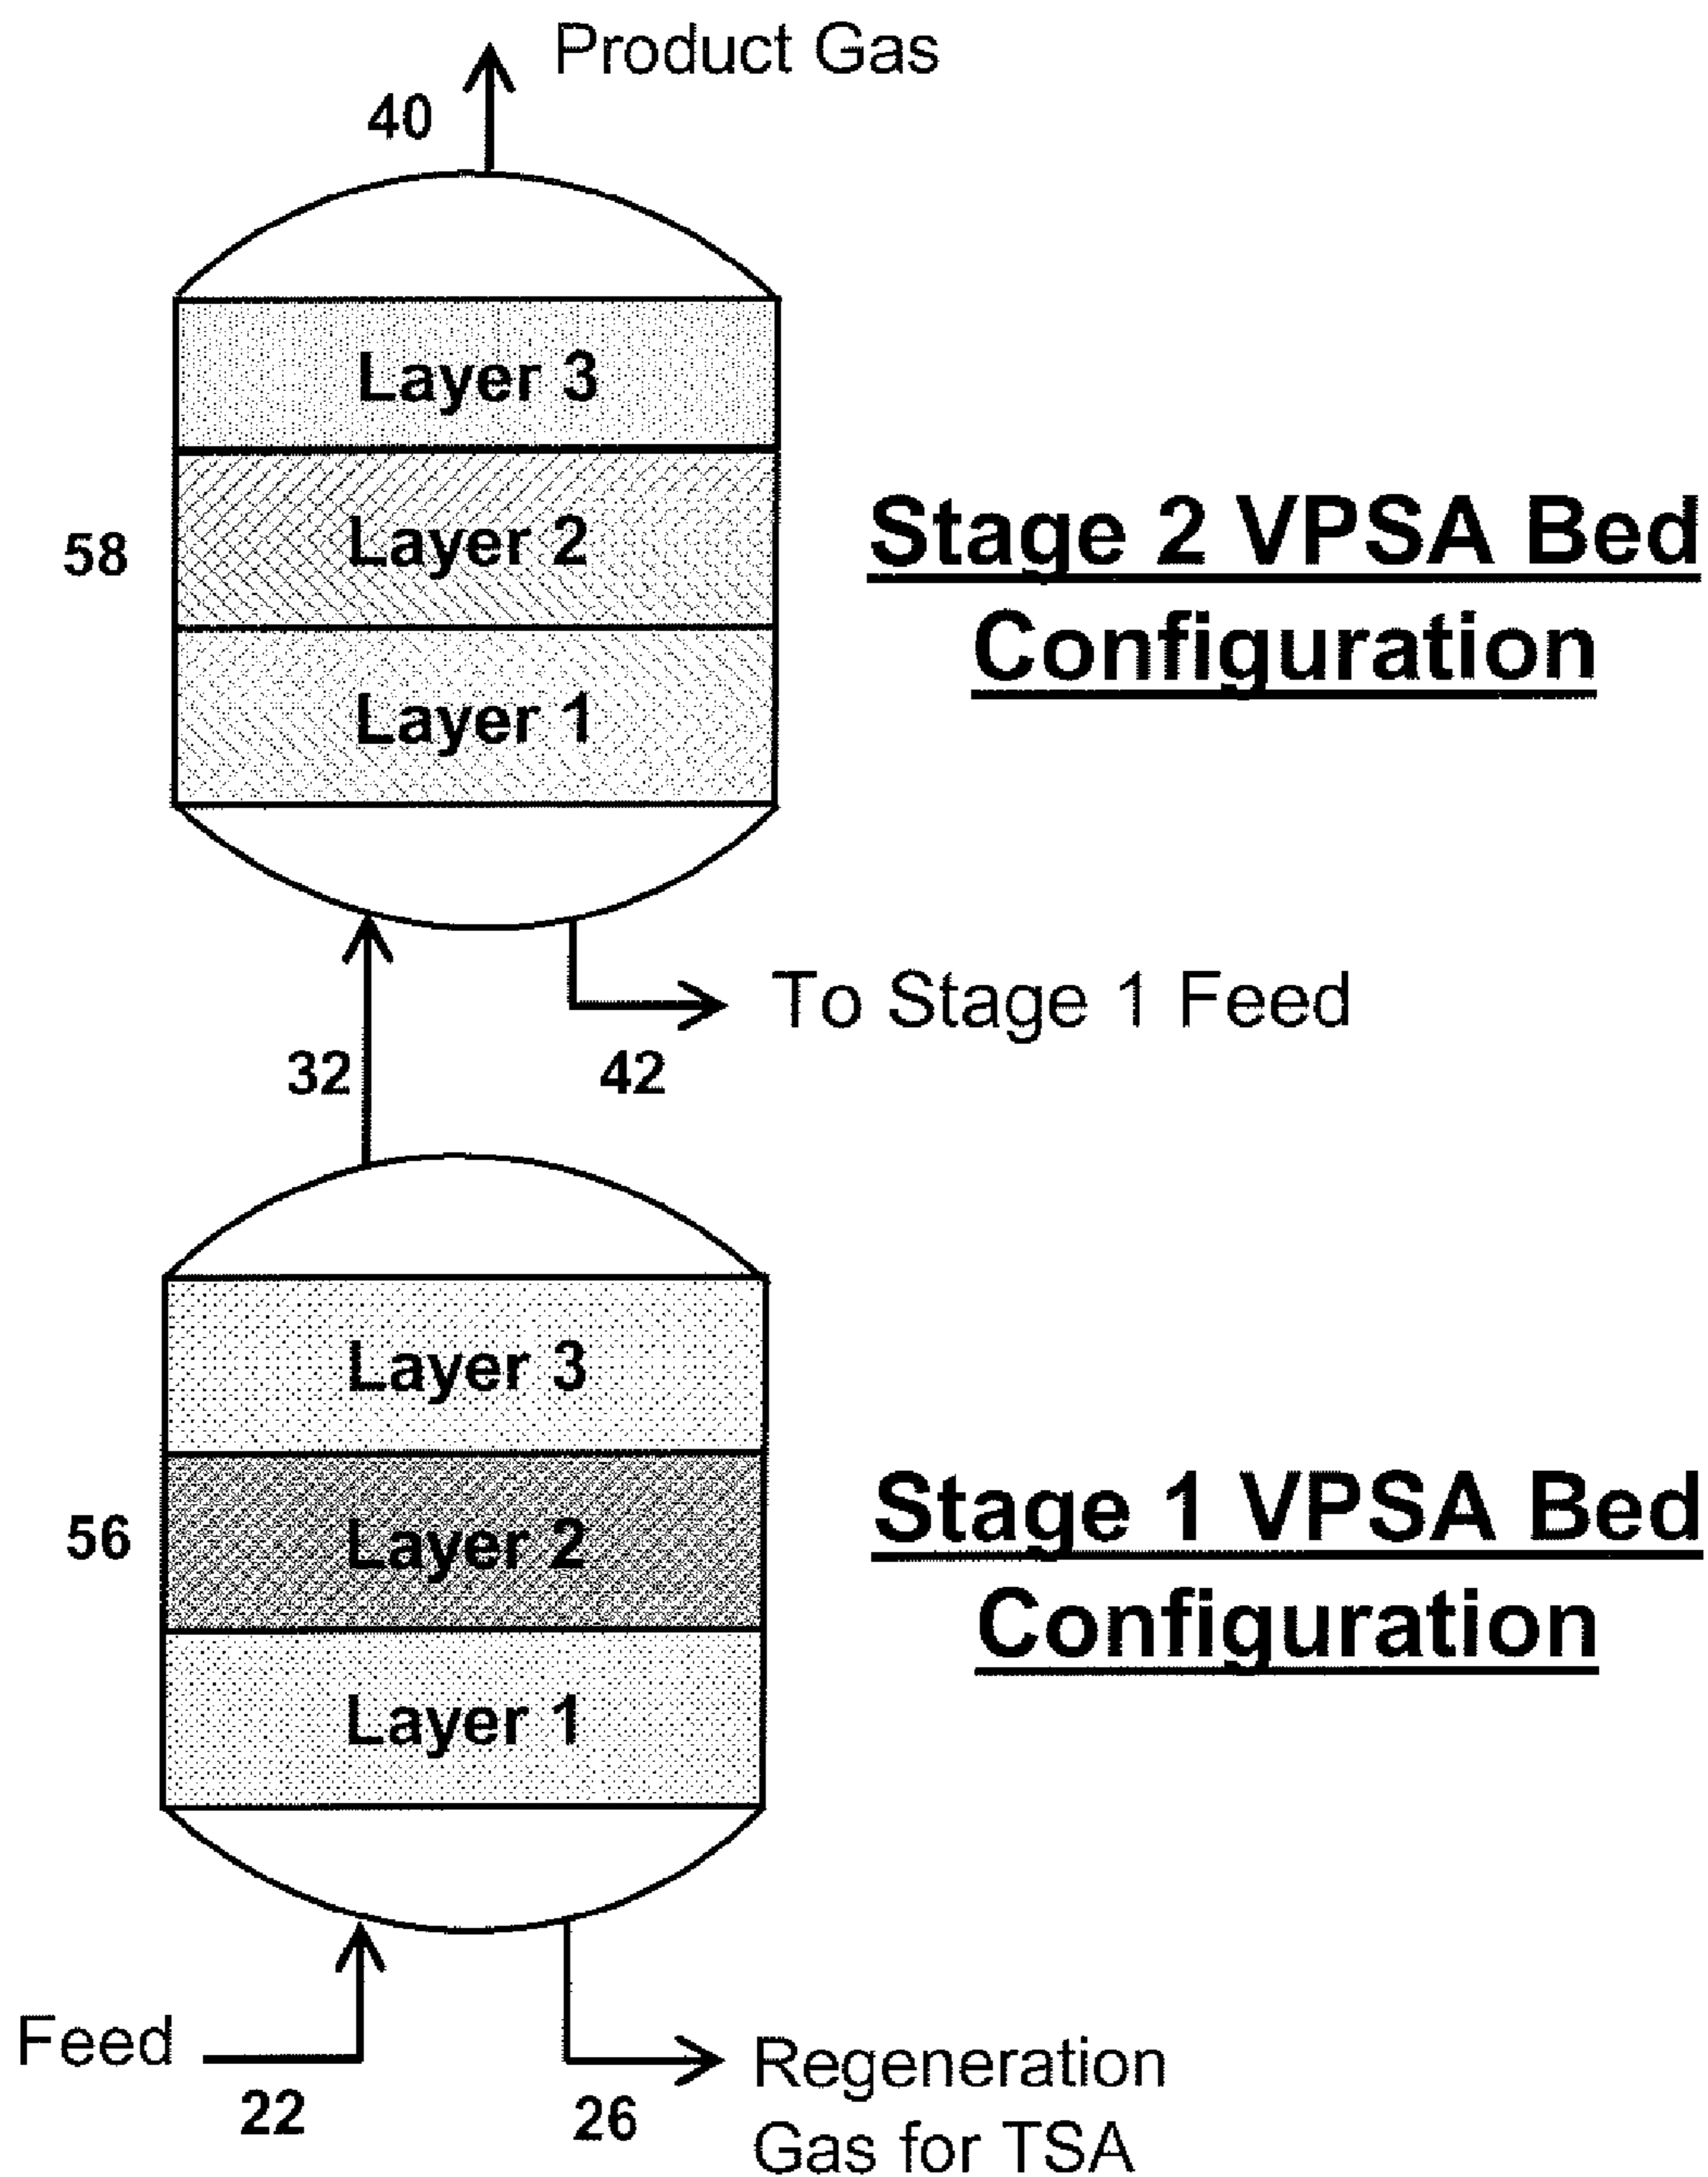 Product Gas
40
Layer 3
Layer 2
58
Layer 1
Stage 2 VPSA Bed
Configuration
To Stage 1 Feed
32
42
Layer 3
Layer 2
56
Layer 1
Stage 1 VPSA Bed
Configuration
Feed
22
26
Regeneration
Gas for TSA